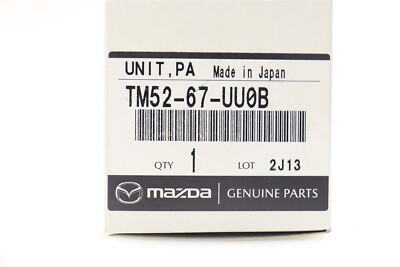 UNIT,PA Made in Japan
TM52-67-UU0B
QTY 1 LOT 2J13
mazda GENUINE PARTS